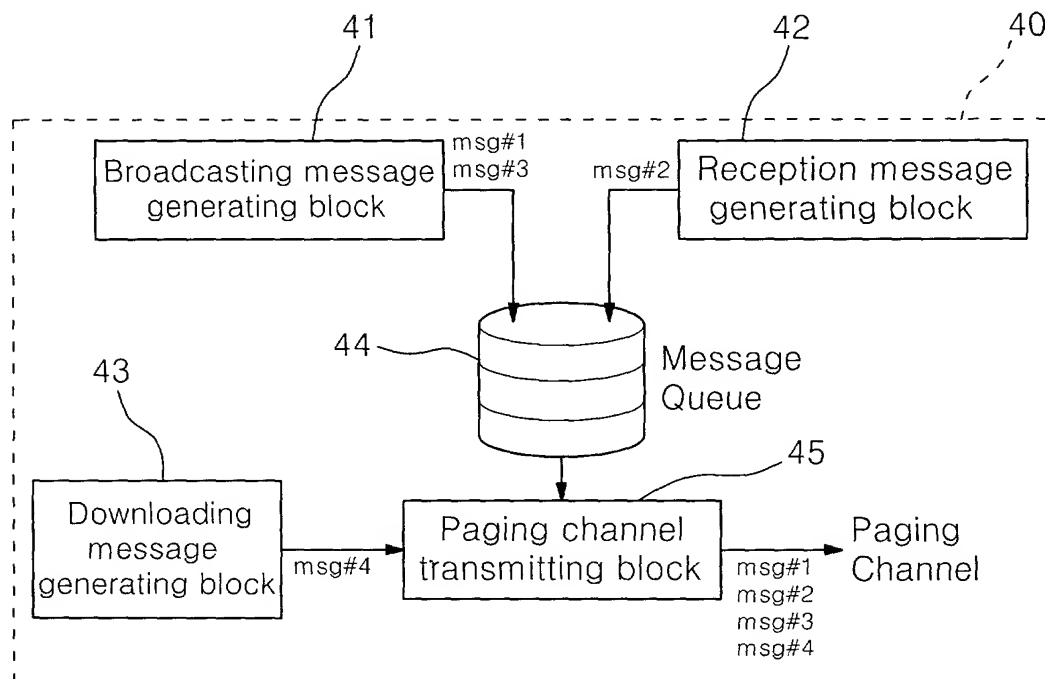 41
42
40
Broadcasting message
generating block
msg#1
msg#3
msg#2
Reception message
generating block
44
Message
Queue
43
45
Downloading
message
generating block
msg#4
Paging channel
transmitting block
msg#1
msg#2
msg#3
msg#4
Paging
Channel